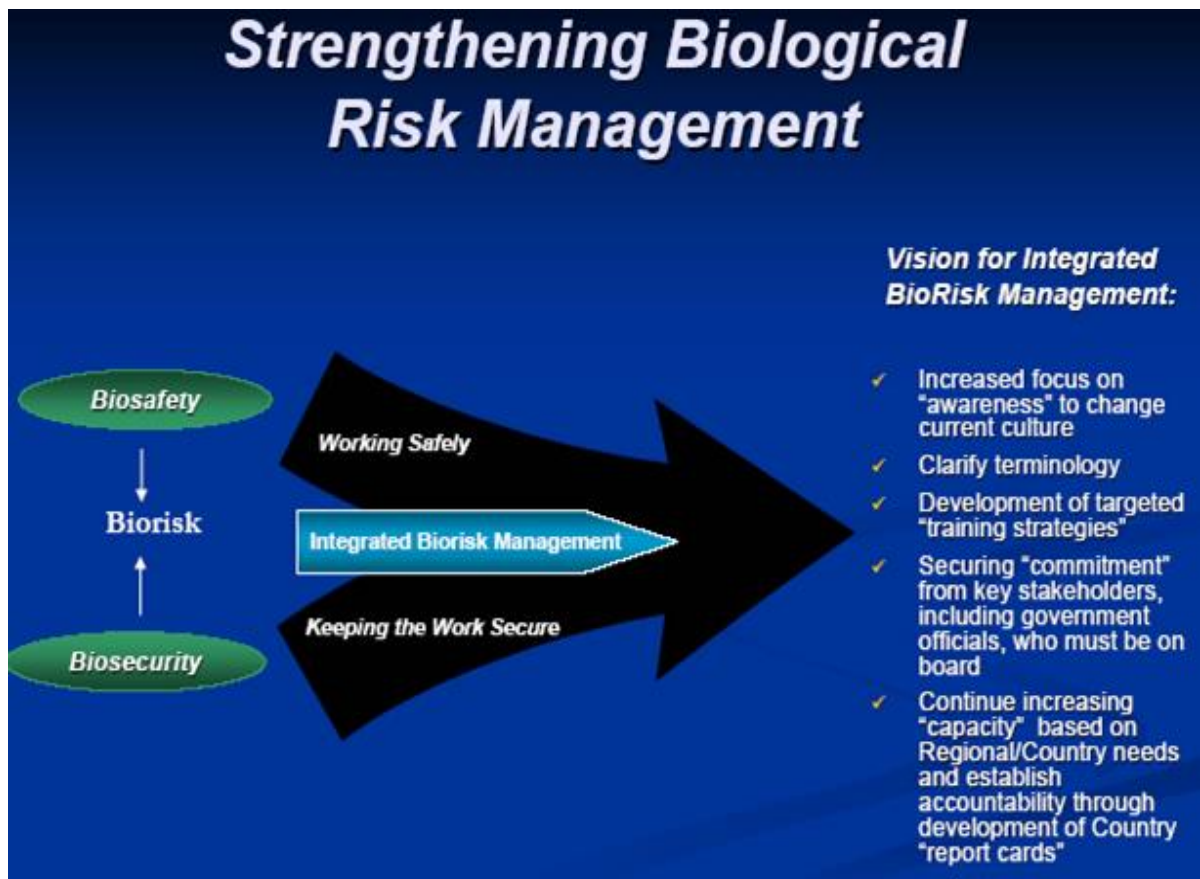 Strengthening Biological
Risk Management
Vision for Integrated
BioRisk Management:
Biosafety
Biorisk
Biosecurity
Working Safely
Integrated Biorisk Management
Keeping the Work Secure
Increased focus on
“awareness” to change
current culture
Clarify terminology
Development of targeted
“training strategies”
Securing “commitment”
from key stakeholders,
including government
officials, who must be on
board
Continue increasing
“capacity” based on
Regional/Country needs
and establish
accountability through
development of Country
“report cards”